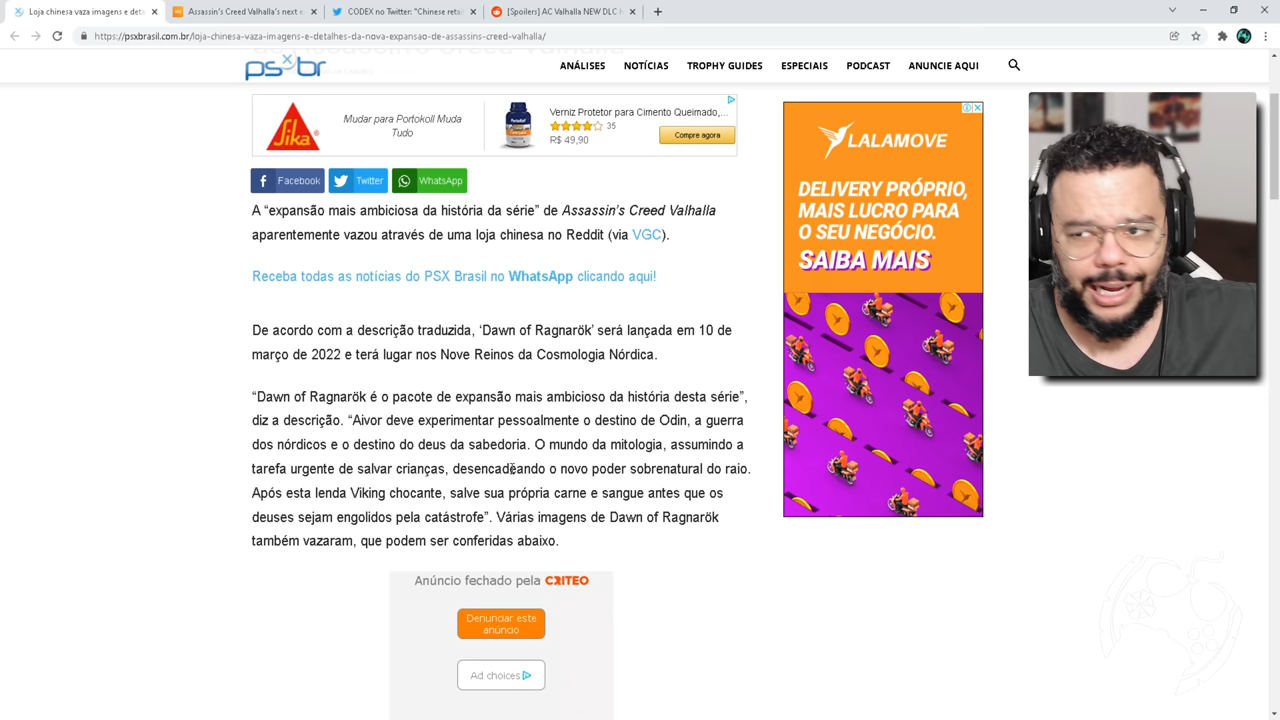 Loja chinesa vaza imagens e deta
Assassin's Creed Valhalla's next e
CODEX no Twitter: "Chinese retai
[Spoilers] AC Valhalla NEW DLC l
https://psxbrasil.com.br/loja-chinesa-vaza-imagens-e-detalhes-da-nova-expansao-de-assassins-creed-valhalla/
psxbr
ANÁLISES
NOTÍCIAS
TROPHY GUIDES
ESPECIAIS
PODCAST
ANUNCIE AQUI
Sika
Mudar para Portokoll Muda
Tudo
Verniz Protetor para Cimento Queimado,...
35
R$ 49,90
Compre agora
Facebook
Twitter
WhatsApp
A “expansão mais ambiciosa da história da série” de Assassin’s Creed Valhalla
aparentemente vazou através de uma loja chinesa no Reddit (via VGC).
Receba todas as notícias do PSX Brasil no WhatsApp clicando aqui!
De acordo com a descrição traduzida, ‘Dawn of Ragnarök’ será lançada em 10 de
março de 2022 e terá lugar nos Nove Reinos da Cosmologia Nórdica.
“Dawn of Ragnarök é o pacote de expansão mais ambicioso da história desta série”,
diz a descrição. “Aivor deve experimentar pessoalmente o destino de Odin, a guerra
dos nórdicos e o destino do deus da sabedoria. O mundo da mitologia, assumindo a
tarefa urgente de salvar crianças, desencadeando o novo poder sobrenatural do raio.
Após esta lenda Viking chocante, salve sua própria carne e sangue antes que os
deuses sejam engolidos pela catástrofe”. Várias imagens de Dawn of Ragnarök
também vazaram, que podem ser conferidas abaixo.
Anúncio fechado pela CRITEO
Denunciar este
anúncio
Ad choices
LALAMOVE
DELIVERY PRÓPRIO,
MAIS LUCRO PARA
O SEU NEGÓCIO.
SAIBA MAIS